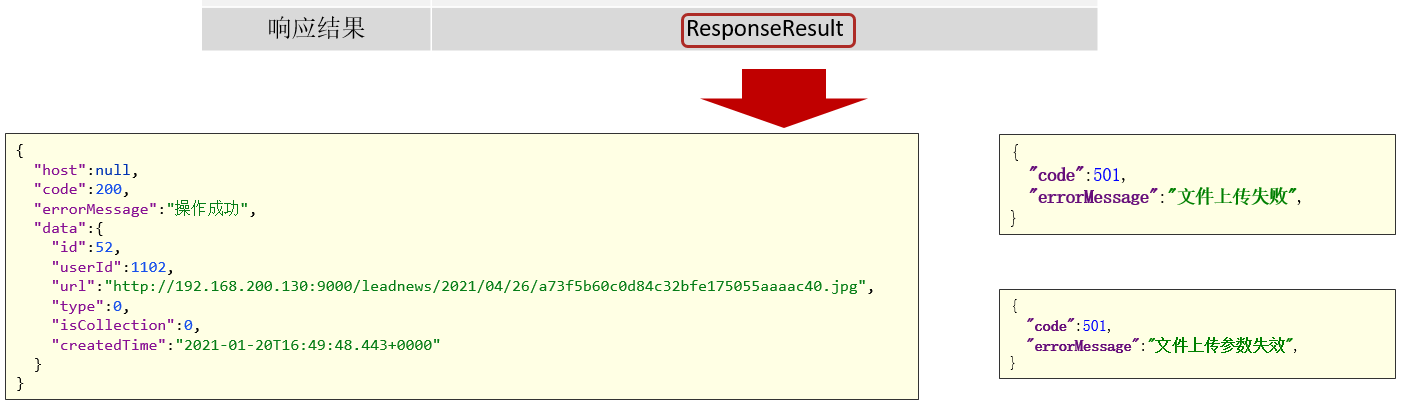 响应结果 ResponseResult
{
"host":null,
"code":200,
"errorMessage":"操作成功",
"data":{
"id":52,
"userId":1102,
"url":"http://192.168.200.130:9000/leadnews/2021/04/26/a73f5b60c0d84c32bfe175055aaaac40.jpg",
"type":0,
"isCollection":0,
"createdTime":"2021-01-20T16:49:48.443+0000"
}
}
{
"code":501,
"errorMessage":"文件上传失败",
}
{
"code":501,
"errorMessage":"文件上传参数失效",
}